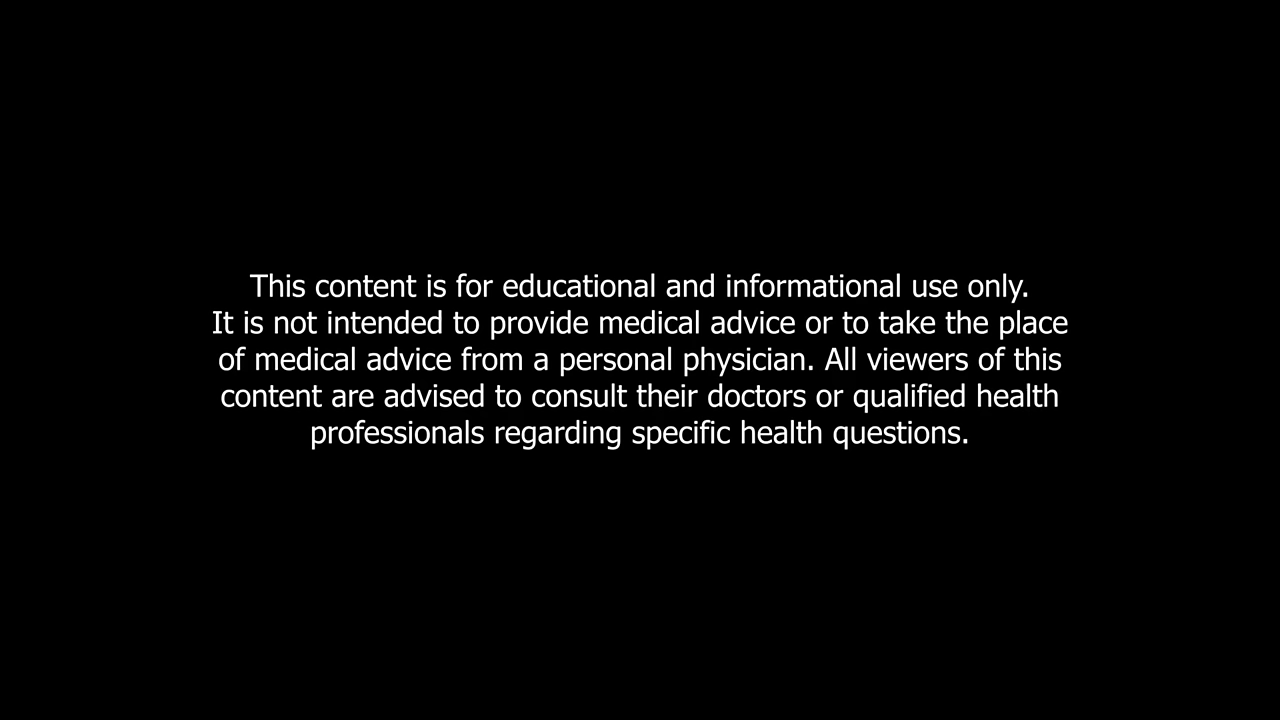 This content is for educational and informational use only.
It is not intended to provide medical advice or to take the place
of medical advice from a personal physician. All viewers of this
content are advised to consult their doctors or qualified health
professionals regarding specific health questions.